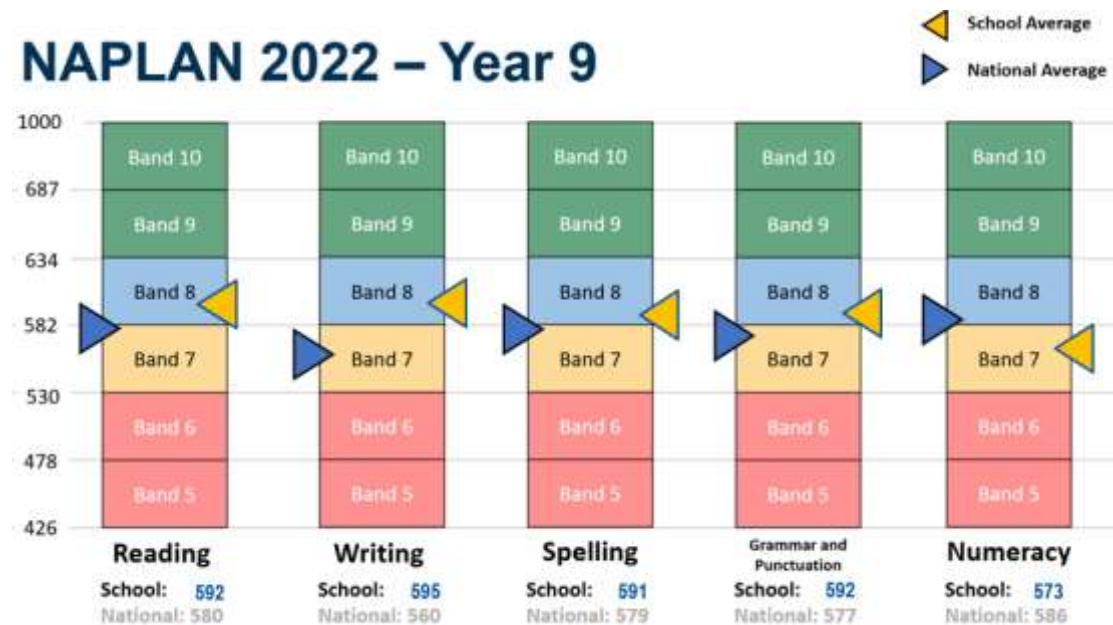 School Average
NAPLAN 2022 – Year 9
National Average
1000
Band 10 Band 10 Band 10 Band 10 Band 10
687
Band 9 Band 9 Band 9 Band 9 Band 9
634
Band 8 Band 8 Band 8 Band 8 Band 8
582
Band 7 Band 7 Band 7 Band 7 Band 7
530
Band 6 Band 6 Band 6 Band 6 Band 6
478
Band 5 Band 5 Band 5 Band 5 Band 5
426
Reading Writing Spelling Grammar and Punctuation Numeracy
School: 592 School: 595 School: 591 School: 592 School: 573
National: 580 National: 560 National: 579 National: 577 National: 586